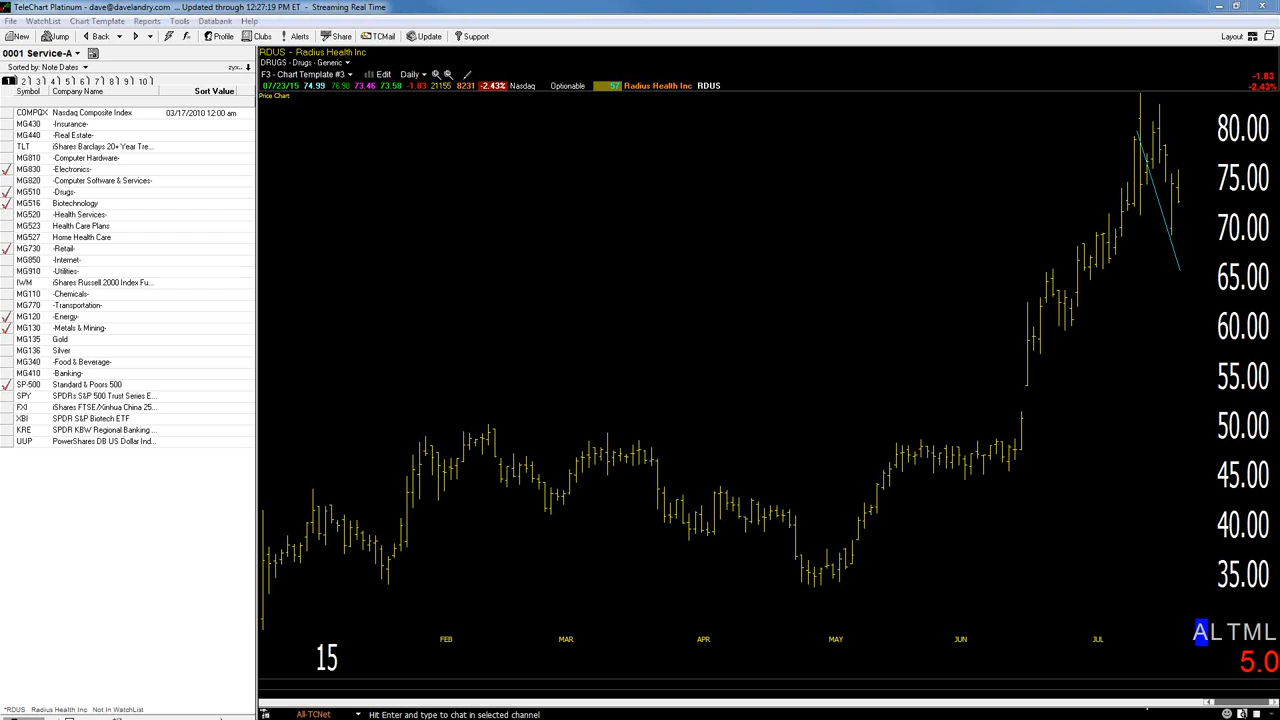 TeleChart Platinum - dave@davelandry.com ... Updated through 12:27:19 PM ET - Streaming Real Time
File WatchList Chart Template Reports Tools Databank Help
New Jump Back Profile Clubs Alerts Share TCMail Update Support Layout
0001 Service-A
Sorted by: Note Dates
1 2 3 4 5 6 7 8 9 10
Symbol Company Name Sort Value
COMPQX Nasdaq Composite Index 03/17/2010 12:00 am
MG430 -Insurance-
MG440 -Real Estate-
TLT iShares Barclays 20+ Year Tre...
MG810 -Computer Hardware-
MG830 -Electronics-
MG820 -Computer Software & Services-
MG510 -Drugs-
MG516 Biotechnology
MG520 -Health Services-
MG523 Health Care Plans
MG527 Home Health Care
MG730 -Retail-
MG850 -Internet-
MG910 -Utilities-
IWM iShares Russell 2000 Index Fu...
MG110 -Chemicals-
MG770 -Transportation-
MG120 -Energy-
MG130 -Metals & Mining-
MG135 Gold
MG136 Silver
MG340 -Food & Beverage-
MG410 -Banking-
SP-500 Standard & Poors 500
SPY SPDRs S&P 500 Trust Series E...
FXI iShares FTSE/Xinhua China 25...
XBI SPDR S&P Biotech ETF
KRE SPDR KBW Regional Banking ...
UUP PowerShares DB US Dollar Ind...
*RDUS Radius Health Inc Not In WatchList
RDUS - Radius Health Inc
DRUGS - Drugs - Generic
F3 - Chart Template #3 Edit Daily
07/23/15 74.99 76.90 73.46 73.58 -1.83 21155 8231 -2.43% Nasdaq Optionable 57 Radius Health Inc RDUS
-1.83
-2.43%
Price Chart
80.00
75.00
70.00
65.00
60.00
55.00
50.00
45.00
40.00
35.00
ALTML
5.0
FEB MAR APR MAY JUN JUL
15
All-TCNet Hit Enter and type to chat in selected channel